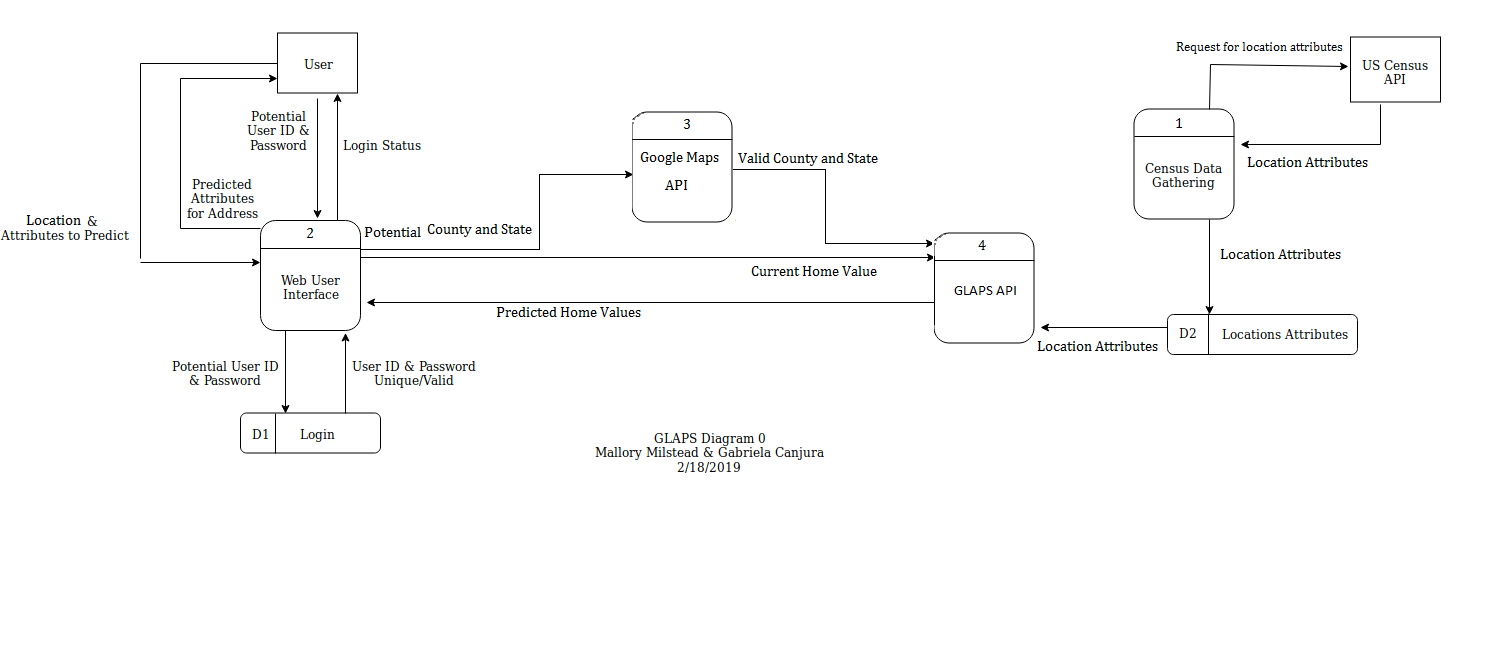 User
Request for location attributes
US Census
API
Potential
User ID &
Password
Login Status
3
Google Maps
API
Valid County and State
1
Census Data
Gathering
Location Attributes
Predicted
Attributes
for Address
Location &
Attributes to Predict
2
Web User
Interface
Potential County and State
Current Home Value
4
GLAPS API
Location Attributes
Predicted Home Values
D2
Locations Attributes
Location Attributes
Potential User ID
& Password
User ID & Password
Unique/Valid
D1
Login
GLAPS Diagram 0
Mallory Milstead & Gabriela Canjura
2/18/2019